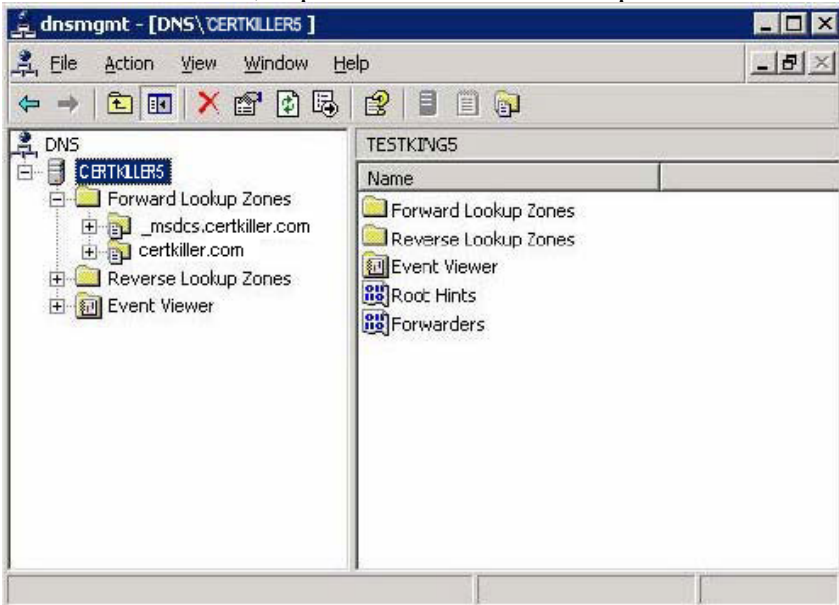 dnsmgmt - [DNS\CERTKILLER5 ]
File Action View Window Help
DNS
CERTKILLER5
Forward Lookup Zones
_msdcs.certkiller.com
certkiller.com
Reverse Lookup Zones
Event Viewer
TESTKING5
Name
Forward Lookup Zones
Reverse Lookup Zones
Event Viewer
Root Hints
Forwarders